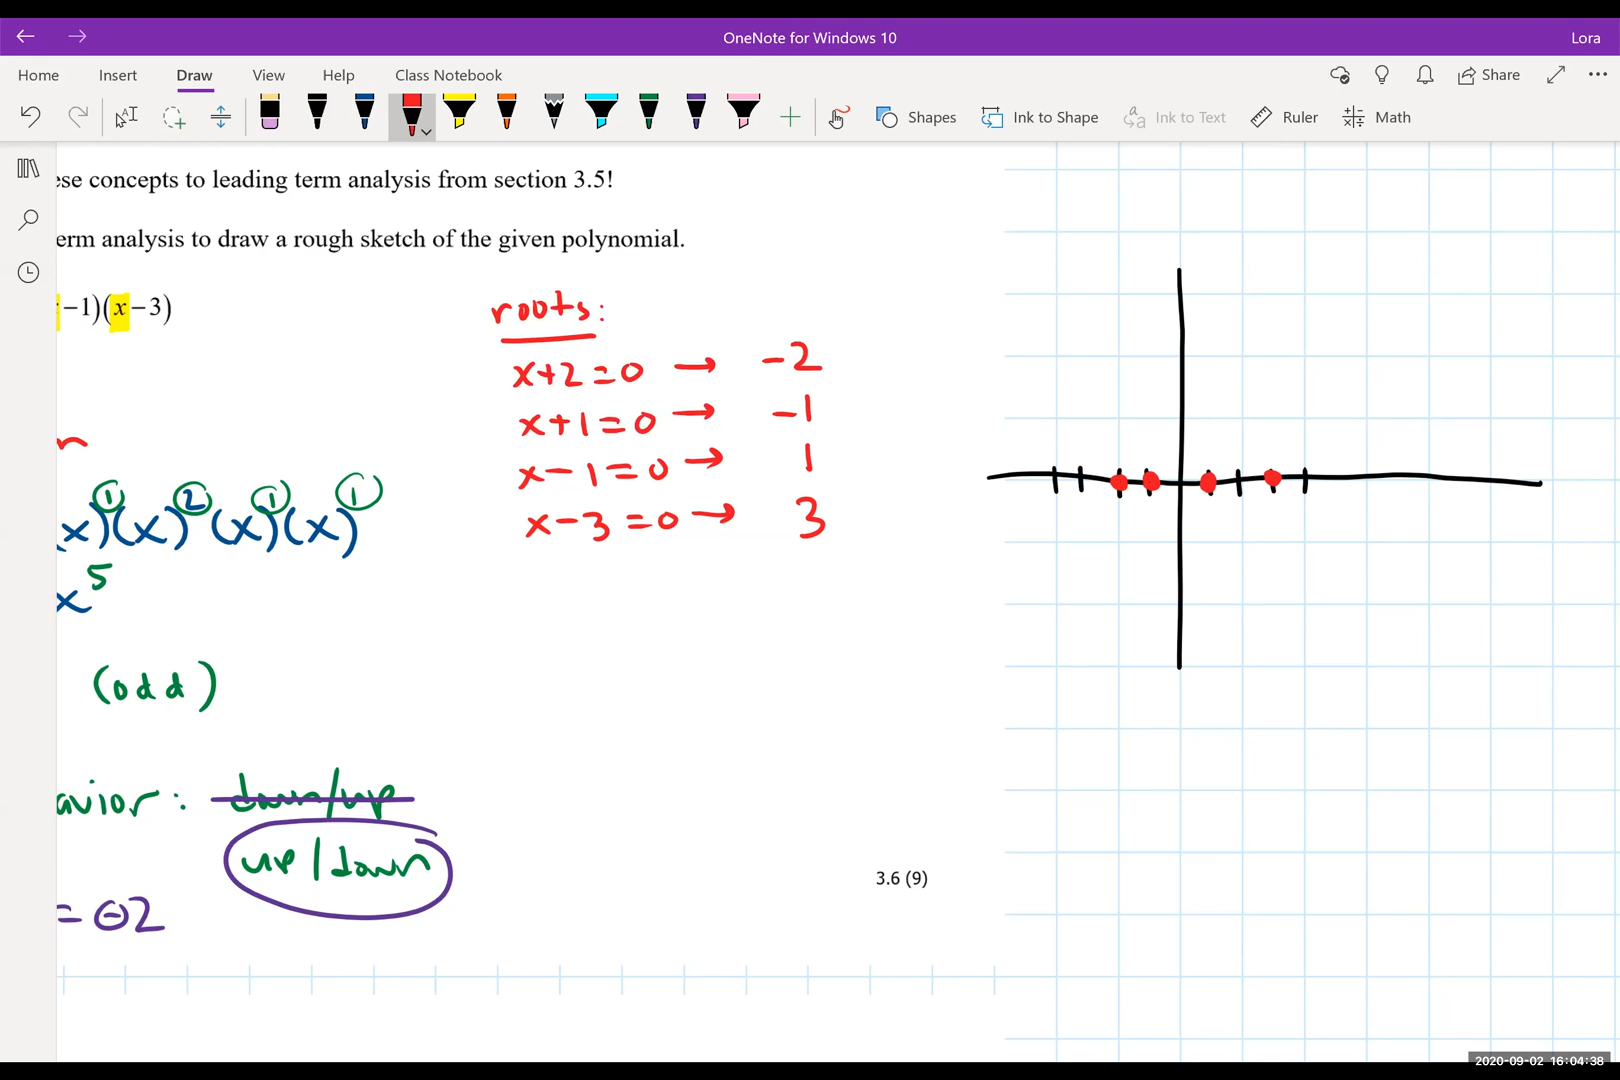 OneNote for Windows 10
Lora
Home Insert Draw View Help Class Notebook
Share
Shapes Ink to Shape Ink to Text Ruler Math
ese concepts to leading term analysis from section 3.5!
erm analysis to draw a rough sketch of the given polynomial.
−1)(x−3)
roots:
x+2=0 → -2
x+1=0 → -1
x-1=0 → 1
x-3=0 → 3
(x)^1 (x)^2 (x)^1 (x)^1
x^5
(odd)
avior: down/up
up/down
= -2
3.6 (9)
2020-09-02 16:04:38